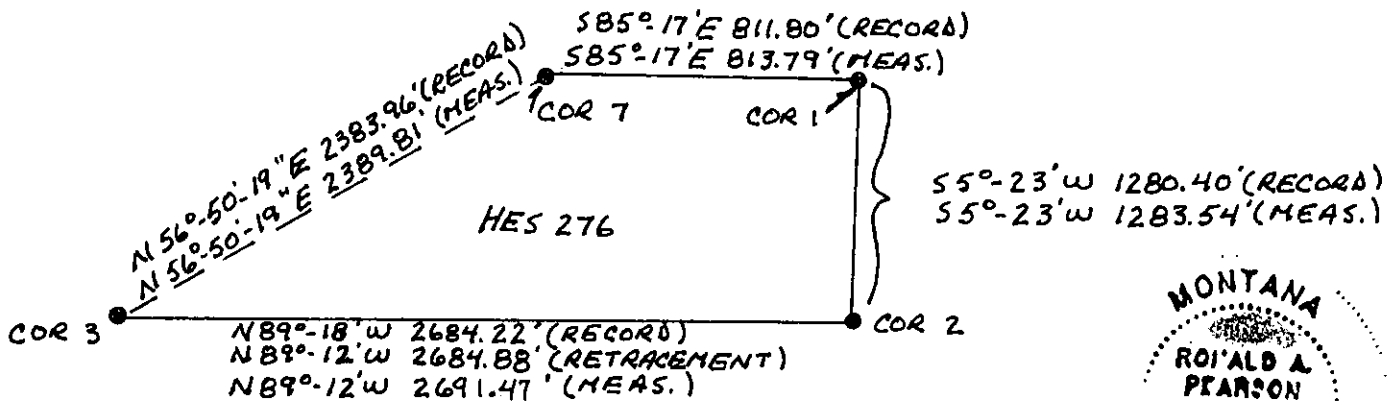 S85°-17'E 811.80' (RECORD)
S85°-17'E 813.79' (MEAS.)
N 56°-50'-19"E 2383.96' (RECORD)
N 56°-50'-19"E 2389.81' (MEAS.)
COR 7
COR 1
S5°-23'W 1280.40' (RECORD)
S5°-23'W 1283.54' (MEAS.)
HES 276
COR 3
COR 2
N89°-18'W 2684.22' (RECORD)
N89°-12'W 2684.88' (RETRACEMENT)
N89°-12'W 2691.47' (MEAS.)
MONTANA
RONALD A.
PEARSON